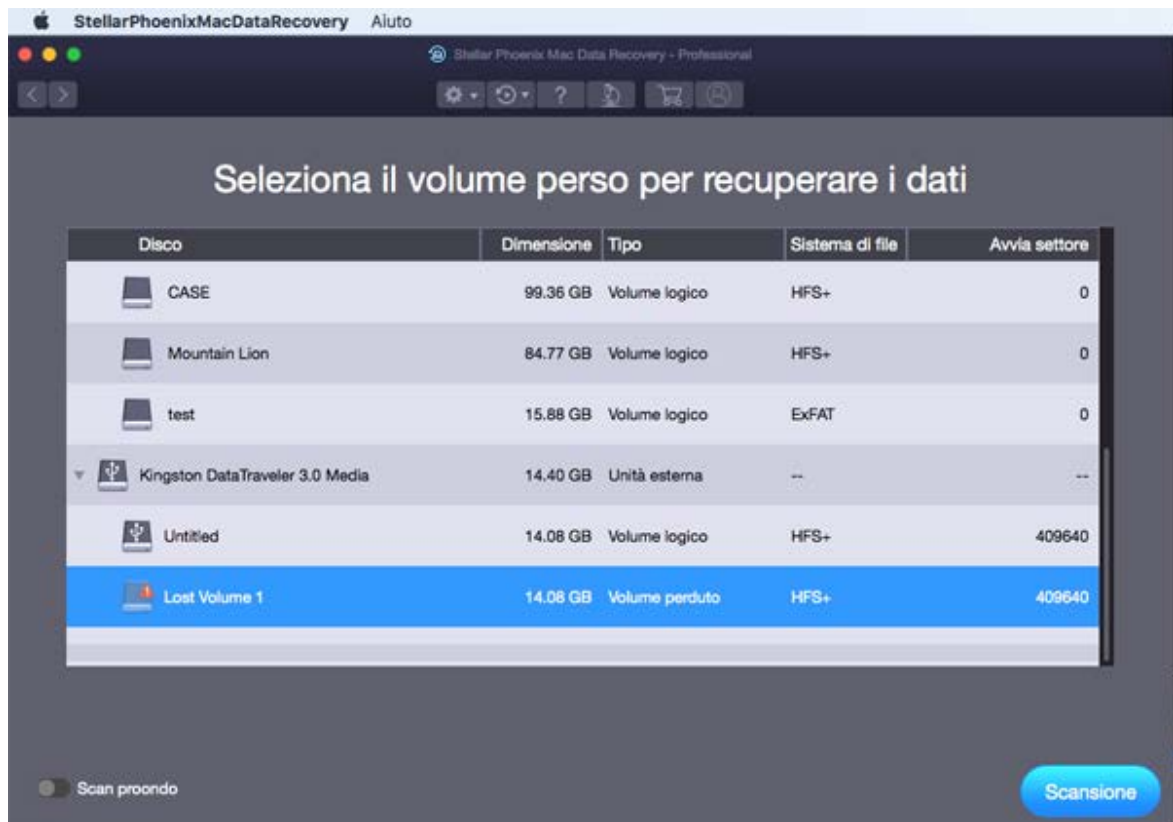 StellarPhoenixMacDataRecovery Aiuto
Stellar Phoenix Mac Data Recovery - Professional
?
Seleziona il volume perso per recuperare i dati
Disco Dimensione Tipo Sistema di file Avvia settore
CASE 99.36 GB Volume logico HFS+ 0
Mountain Lion 84.77 GB Volume logico HFS+ 0
test 15.88 GB Volume logico ExFAT 0
Kingston DataTraveler 3.0 Media 14.40 GB Unità esterna -- --
Untitled 14.08 GB Volume logico HFS+ 409640
Lost Volume 1 14.08 GB Volume perduto HFS+ 409640
Scan proondo
Scansione